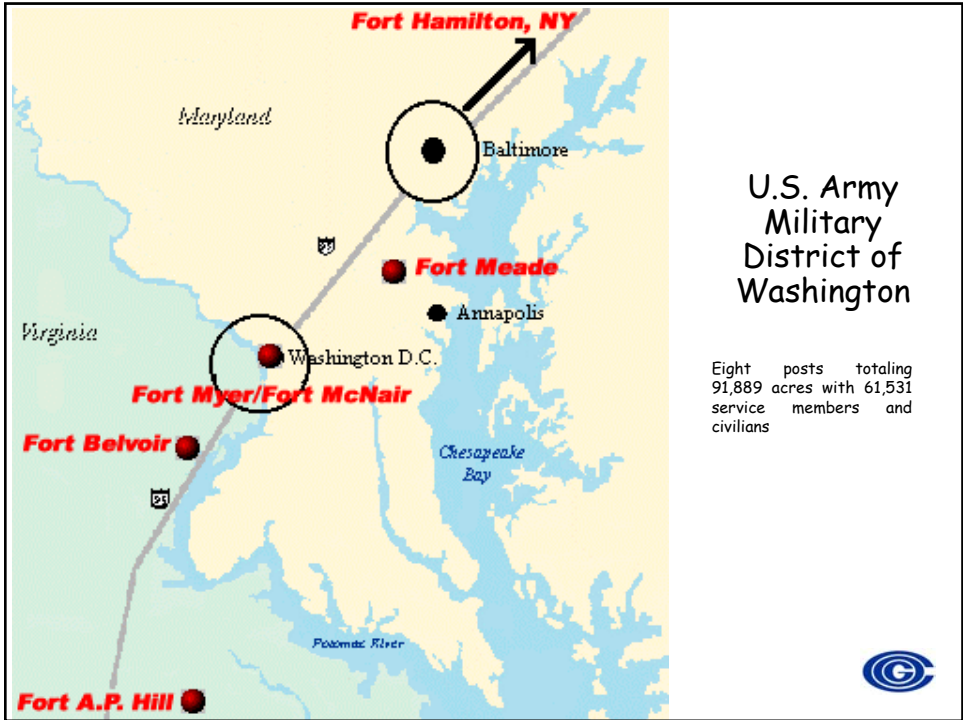 Fort Hamilton, NY
Maryland
Baltimore
95
Fort Meade
Annapolis
Virginia
Washington D.C.
Fort Myer/Fort McNair
Fort Belvoir
Chesapeake
Bay
95
Potomac River
Fort A.P. Hill
U.S. Army
Military
District of
Washington
Eight posts totaling
91,889 acres with 61,531
service members and
civilians